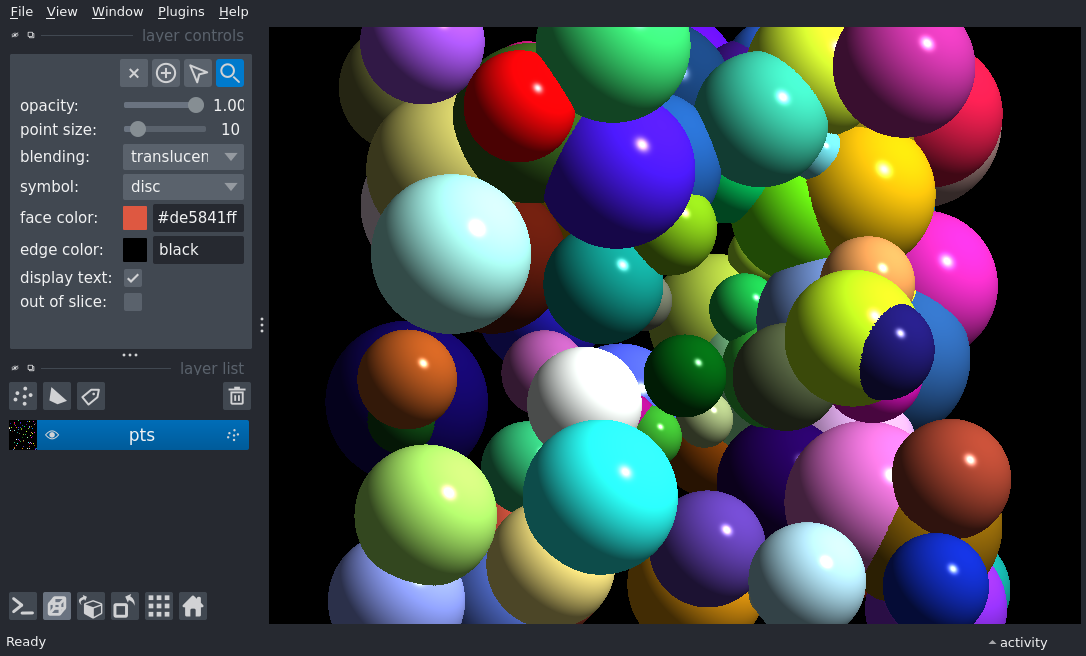 File View Window Plugins Help
layer controls
opacity: 1.00
point size: 10
blending: translucen
symbol: disc
face color: #de5841ff
edge color: black
display text:
out of slice:
layer list
pts
Ready
activity